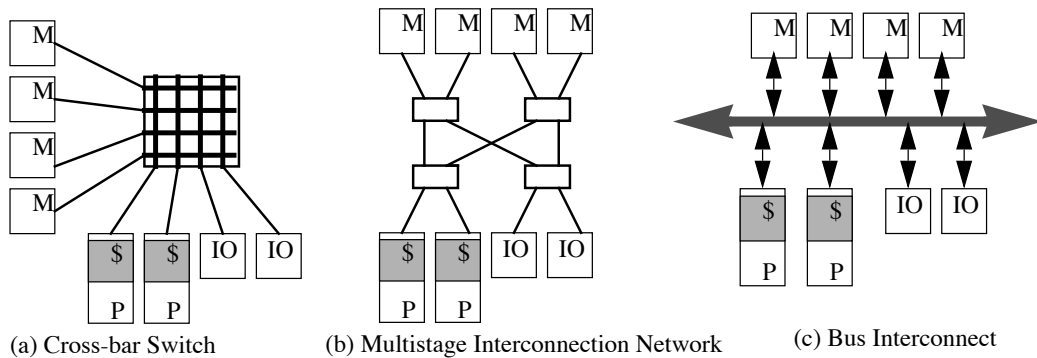 M
M
M
M
$ $ IO IO
P P
(a) Cross-bar Switch
M M M M
$ $ IO IO
P P
(b) Multistage Interconnection Network
M M M M
$ $ IO IO
P P
(c) Bus Interconnect